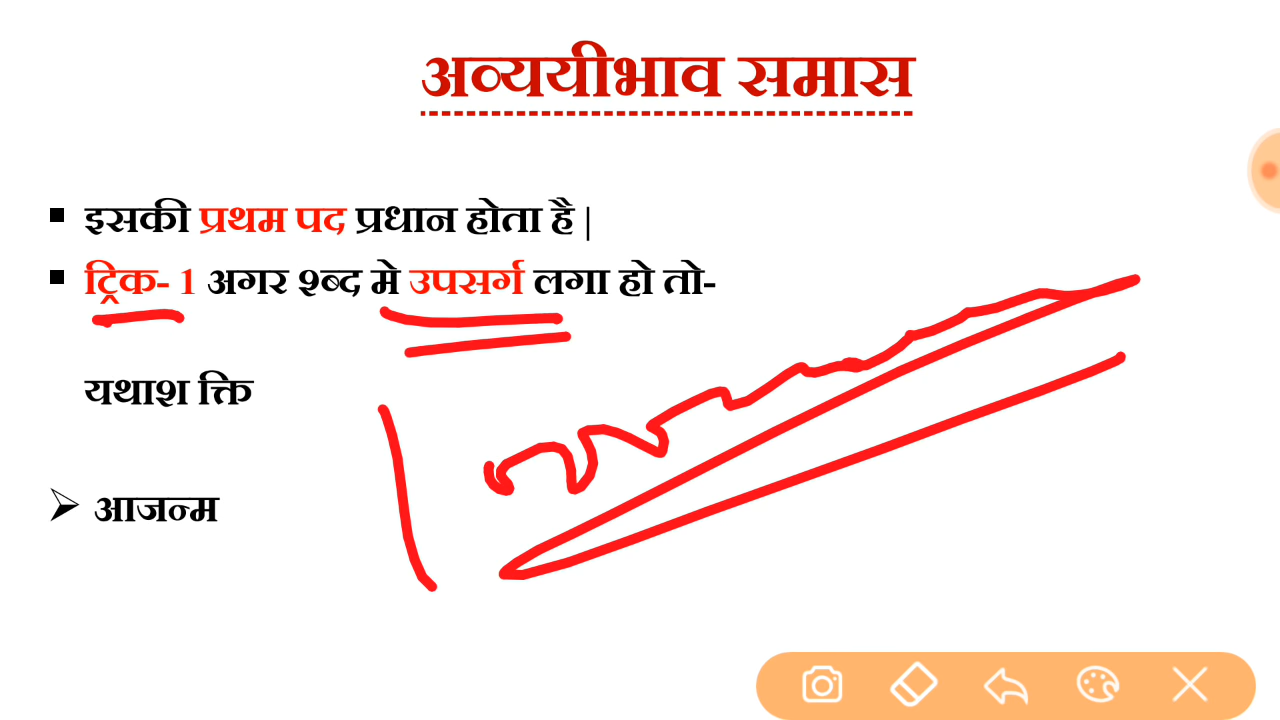 अव्ययीभाव समास
▪ इसकी प्रथम पद प्रधान होता है |
▪ ट्रिक- 1 अगर श्ब्द मे उपसर्ग लगा हो तो-
यथाश क्ति
➢ आजन्म